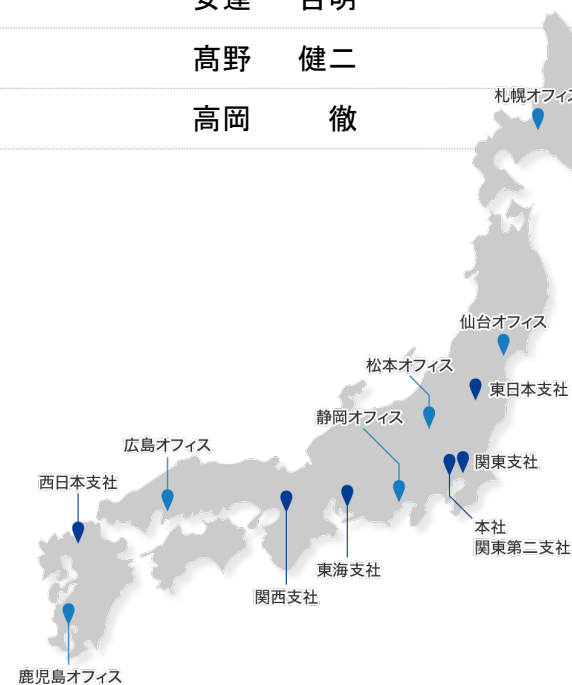 髙野 健二
高岡 徹
札幌オフィス
仙台オフィス
松本オフィス
東日本支社
静岡オフィス
広島オフィス
関東支社
西日本支社
本社
関東第二支社
東海支社
関西支社
鹿児島オフィス